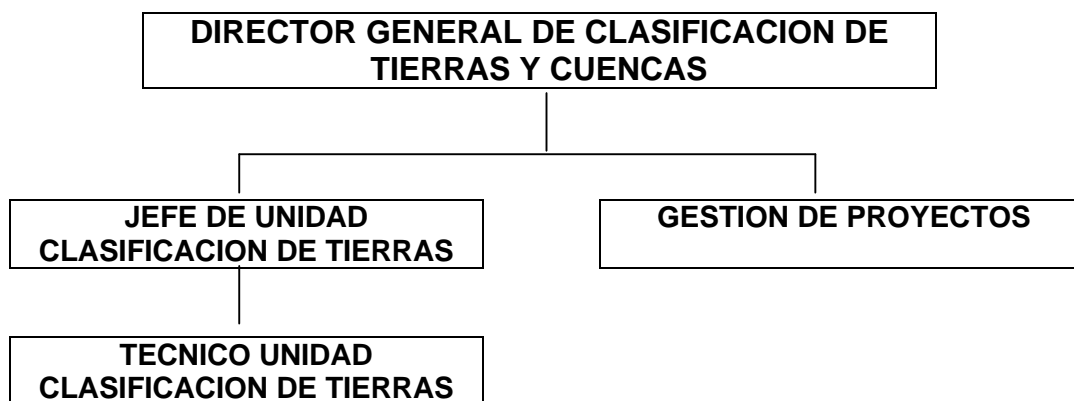 DIRECTOR GENERAL DE CLASIFICACION DE
TIERRAS Y CUENCAS
JEFE DE UNIDAD
CLASIFICACION DE TIERRAS
GESTION DE PROYECTOS
TECNICO UNIDAD
CLASIFICACION DE TIERRAS